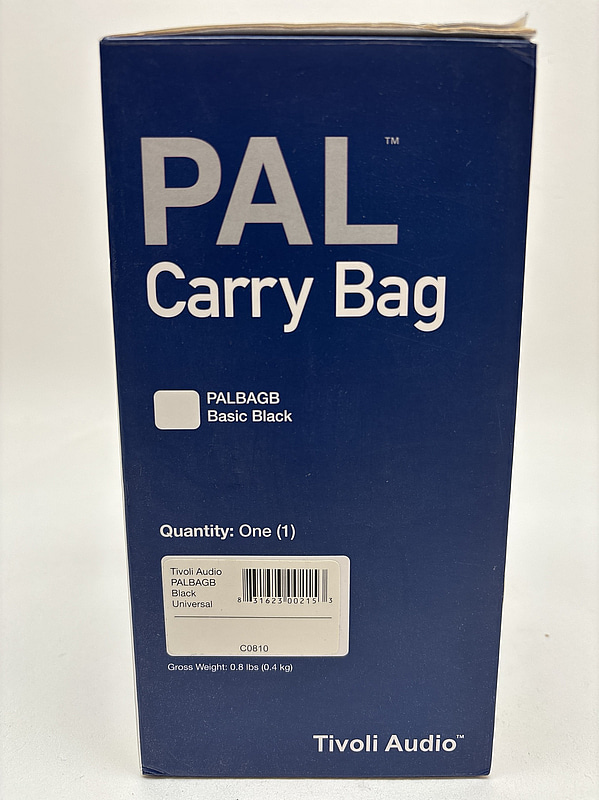 PAL™
Carry Bag
PALBAGB
Basic Black
Quantity: One (1)
Tivoli Audio
PALBAGB
Black
Universal
8 31623 00215 3
C0810
Gross Weight: 0.8 lbs (0.4 kg)
Tivoli Audio™